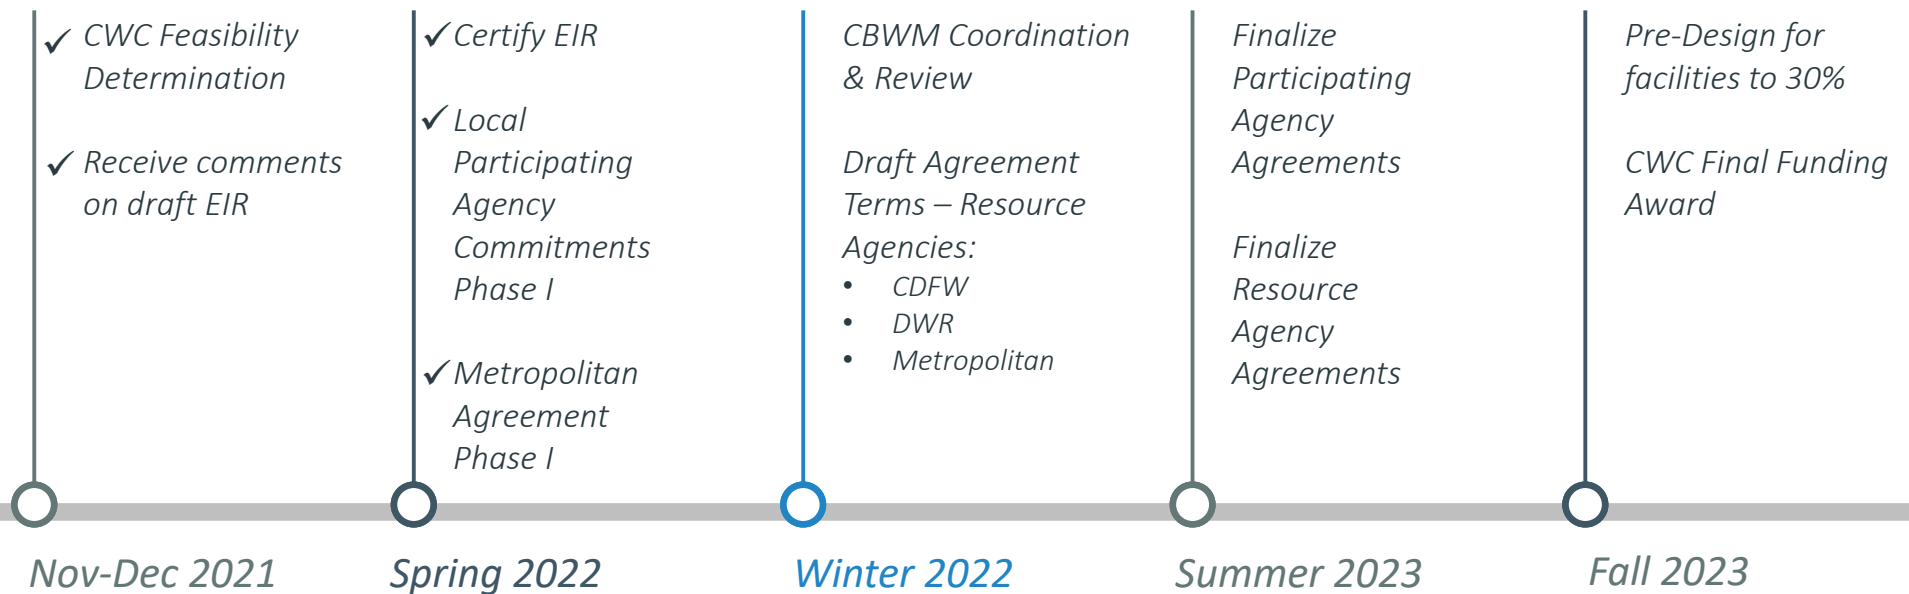 ✓ CWC Feasibility
Determination
✓ Receive comments
on draft EIR
✓ Certify EIR
✓ Local
Participating
Agency
Commitments
Phase I
✓ Metropolitan
Agreement
Phase I
CBWM Coordination
& Review
Draft Agreement
Terms – Resource
Agencies:
• CDFW
• DWR
• Metropolitan
Finalize
Participating
Agency
Agreements
Finalize
Resource
Agency
Agreements
Pre-Design for
facilities to 30%
CWC Final Funding
Award
Nov-Dec 2021
Spring 2022
Winter 2022
Summer 2023
Fall 2023